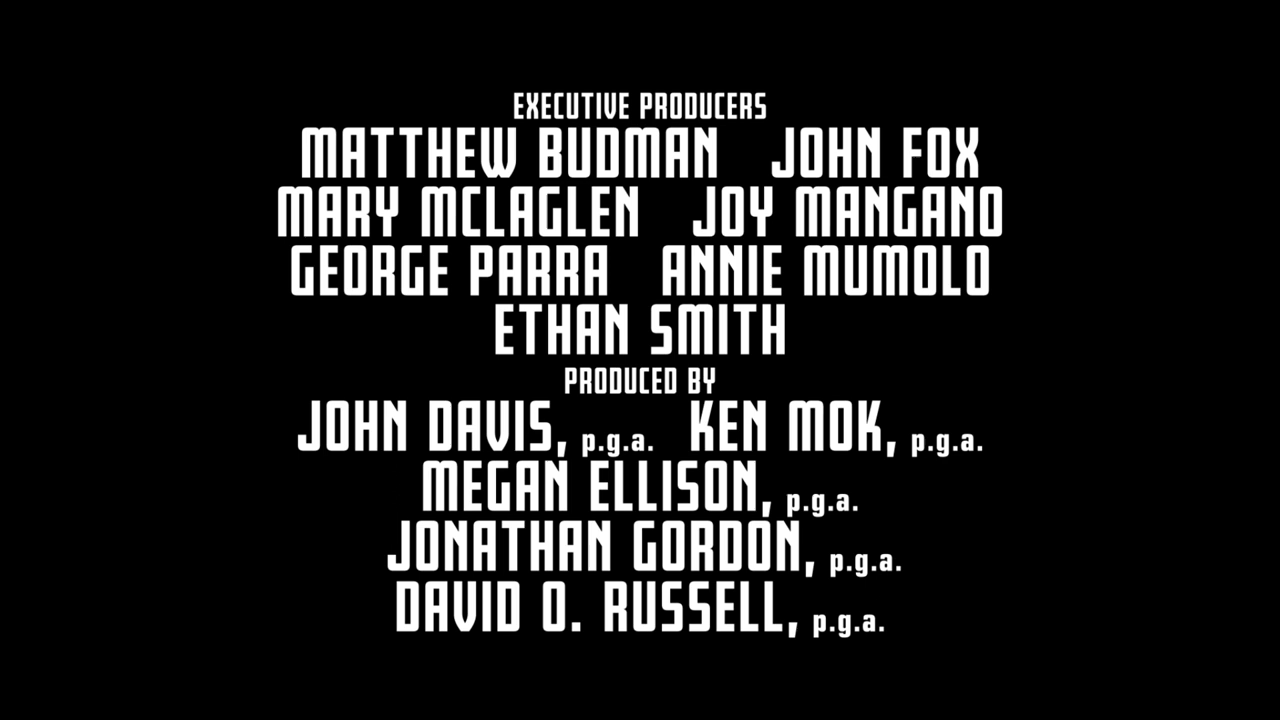 EXECUTIVE PRODUCERS
MATTHEW BUDMAN JOHN FOX
MARY MCLAGLEN JOY MANGANO
GEORGE PARRA ANNIE MUMOLO
ETHAN SMITH
PRODUCED BY
JOHN DAVIS, p.g.a. KEN MOK, p.g.a.
MEGAN ELLISON, p.g.a.
JONATHAN GORDON, p.g.a.
DAVID O. RUSSELL, p.g.a.